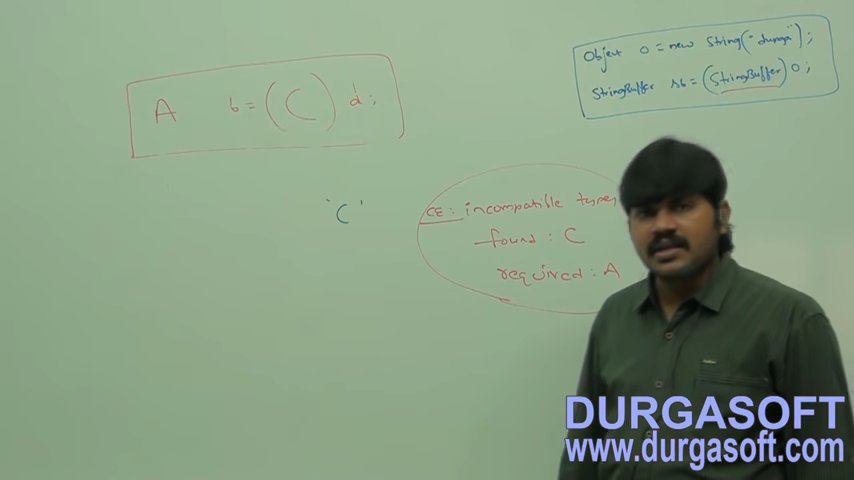 A b = (C) d;
Object o = new String("durga");
StringBuffer sb = (StringBuffer) o;
'C'
CE: incompatible types
found : C
required : A
DURGASOFT
www.durgasoft.com